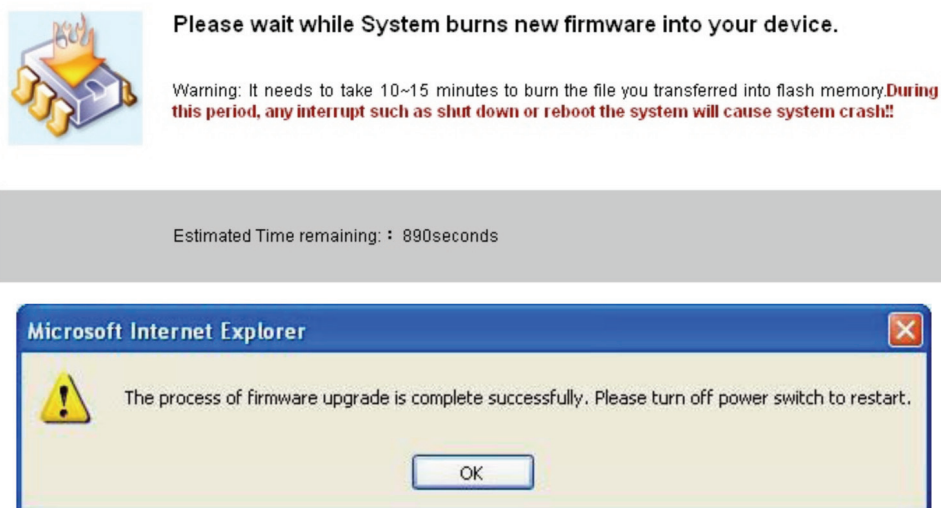 Please wait while System burns new firmware into your device.
Warning: It needs to take 10~15 minutes to burn the file you transferred into flash memory.During
this period, any interrupt such as shut down or reboot the system will cause system crash!!
Estimated Time remaining: : 890seconds
Microsoft Internet Explorer
The process of firmware upgrade is complete successfully. Please turn off power switch to restart.
OK